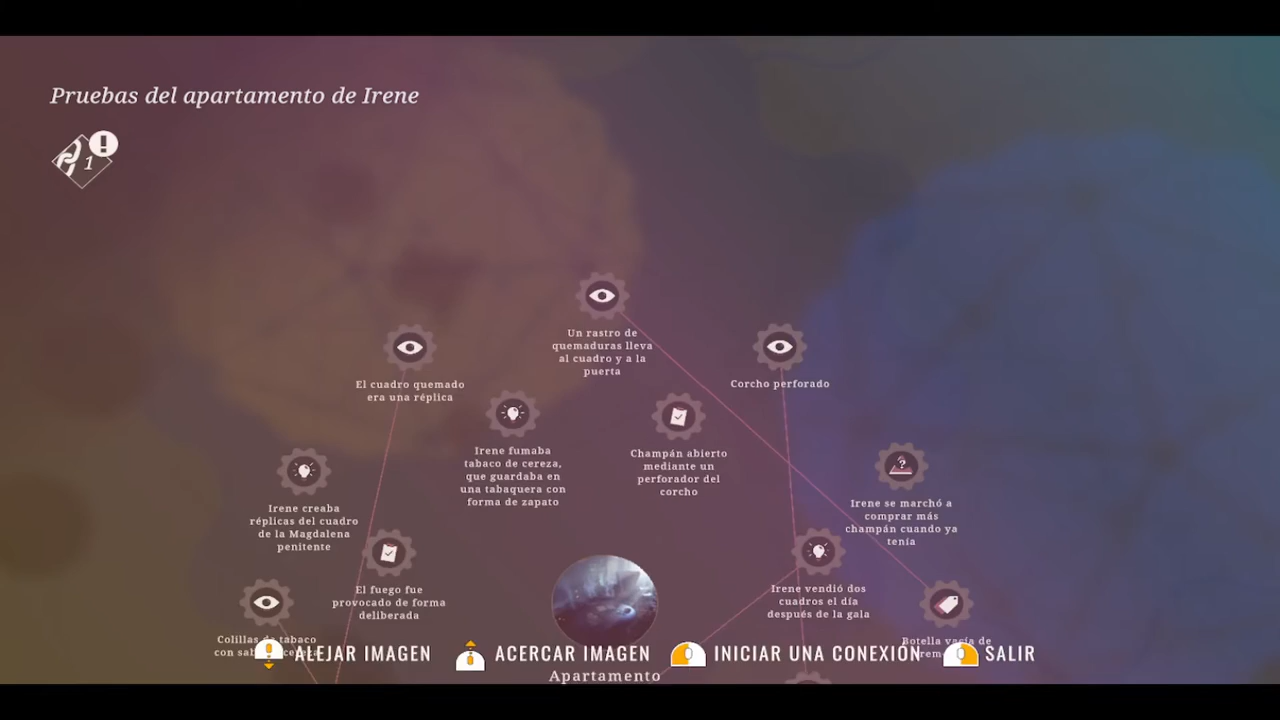 Pruebas del apartamento de Irene
1
Un rastro de
quemaduras lleva
al cuadro y a la
puerta
El cuadro quemado
era una réplica
Corcho perforado
Irene fumaba
tabaco de cereza,
que guardaba en
una tabaquera con
forma de zapato
Champán abierto
mediante un
perforador del
corcho
Irene creaba
réplicas del cuadro
de la Magdalena
penitente
Irene se marchó a
comprar más
champán cuando ya
tenía
El fuego fue
provocado de forma
deliberada
Irene vendió dos
cuadros el día
después de la gala
Colillas de tabaco
con
Botella vacía de
ALEJAR IMAGEN
ACERCAR IMAGEN
INICIAR UNA CONEXIÓN
SALIR
Apartamento